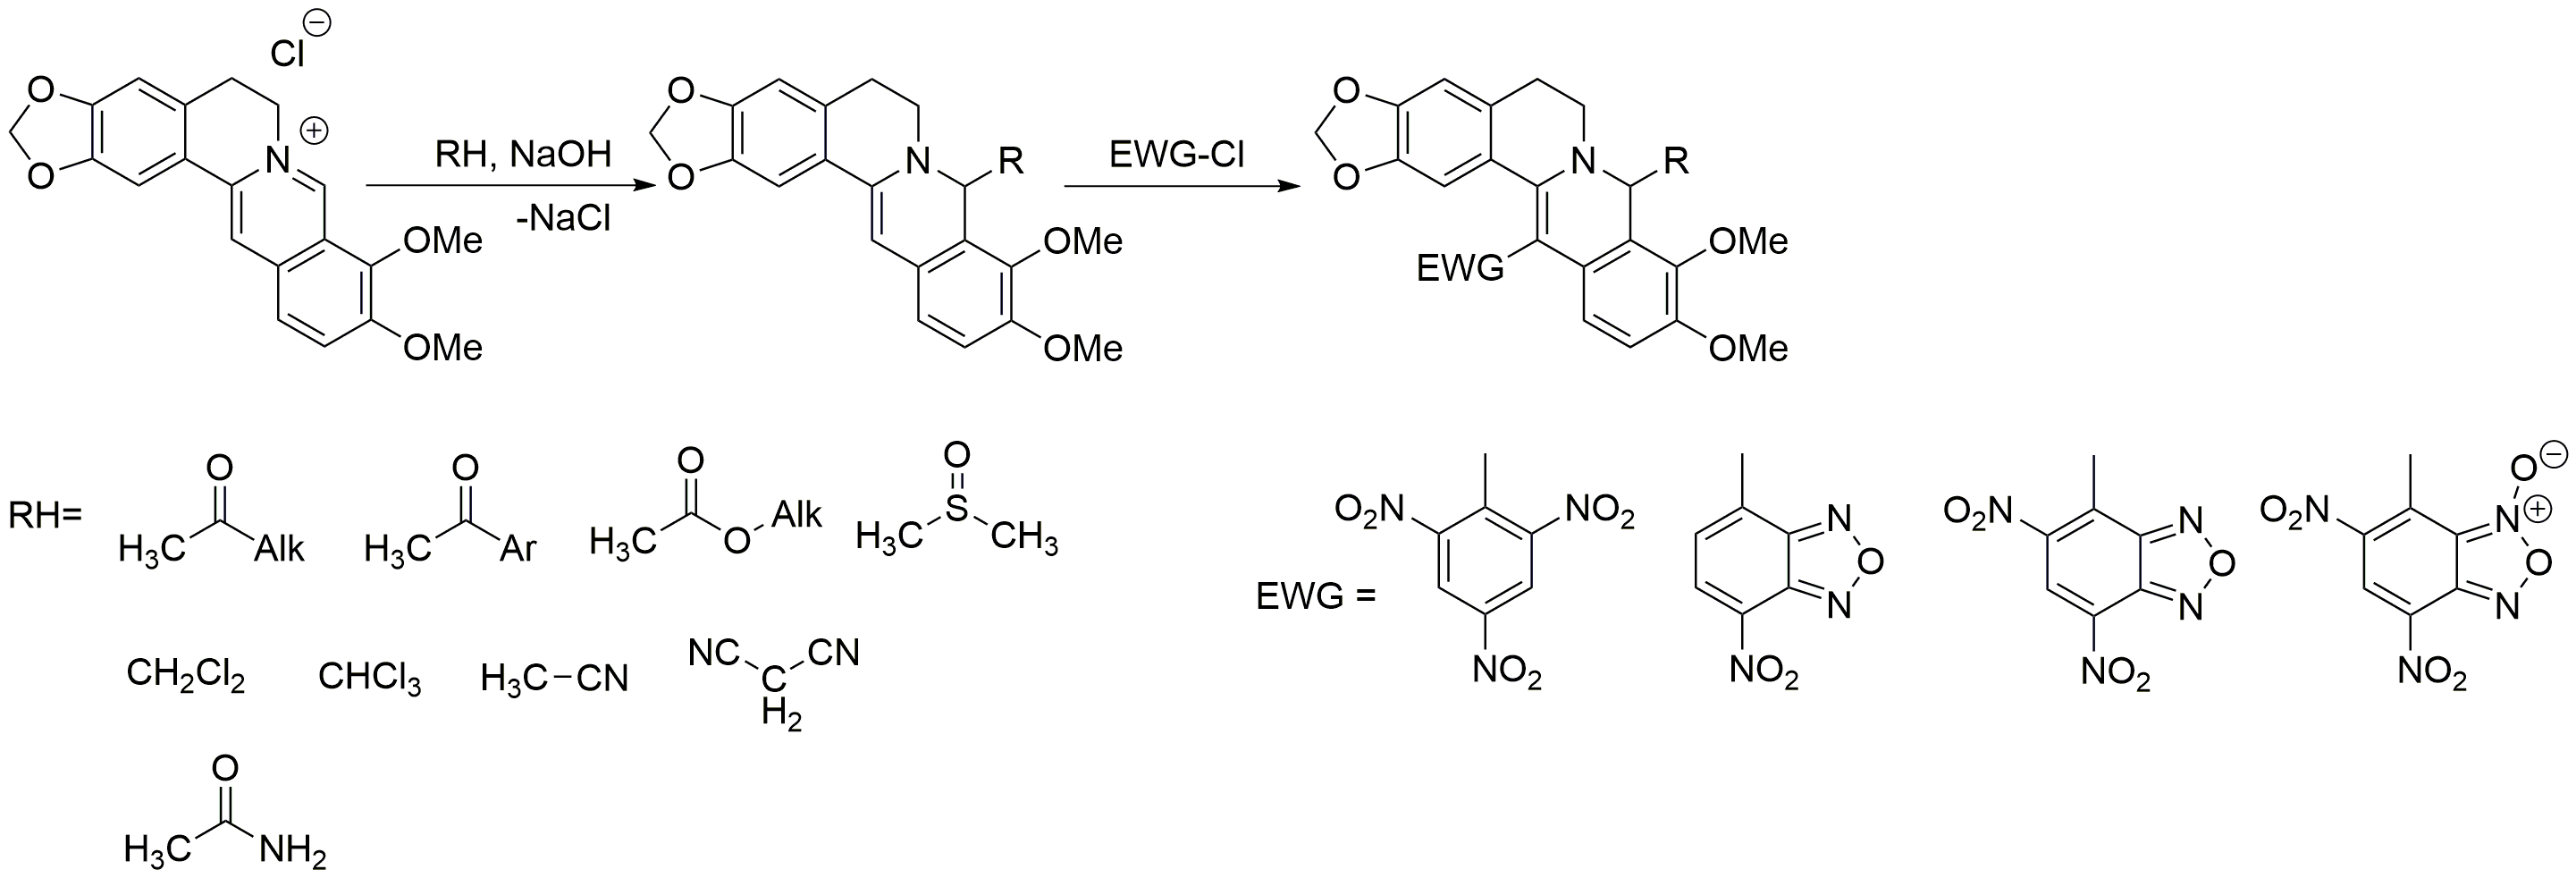 Cl⊖
O
O
N⊕
OMe
OMe
RH, NaOH
-NaCl
O
O
N
R
OMe
OMe
EWG-Cl
O
O
N
R
EWG
OMe
OMe
RH=
O
H₃C
Alk
O
H₃C
Ar
O
H₃C
O
Alk
O
S
H₃C
CH₃
CH₂Cl₂
CHCl₃
H₃C–CN
NC
CN
C
H₂
O
H₃C
NH₂
EWG =
O₂N
NO₂
NO₂
N
O
N
NO₂
O₂N
N
O
N
NO₂
O⊖
O₂N
N⊕
O
N
NO₂